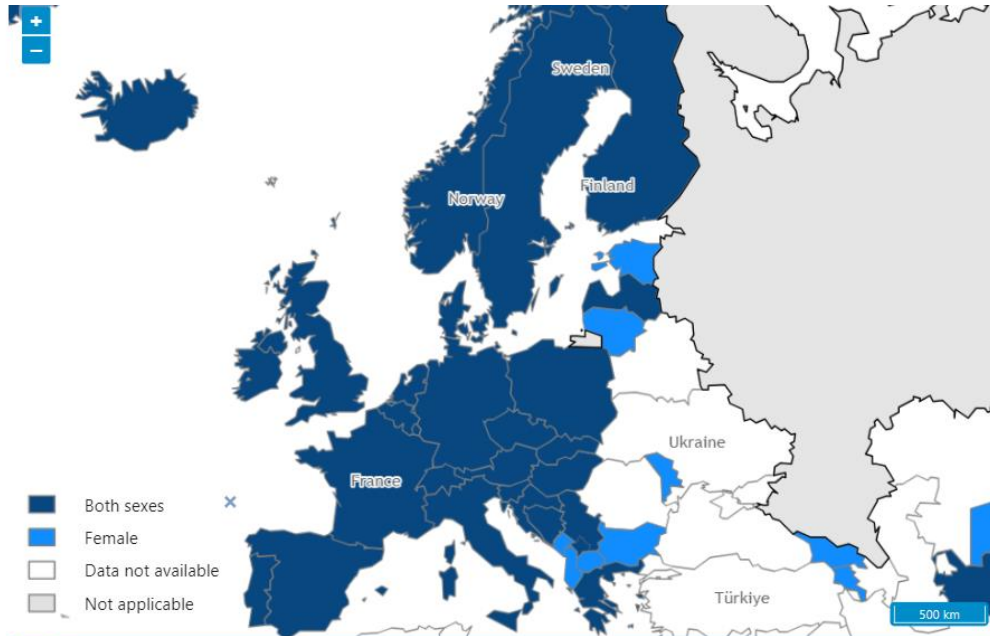 +
−
Sweden
Norway
Finland
Ukraine
France
Both sexes
×
Female
Data not available
Not applicable
Türkiye
500 km